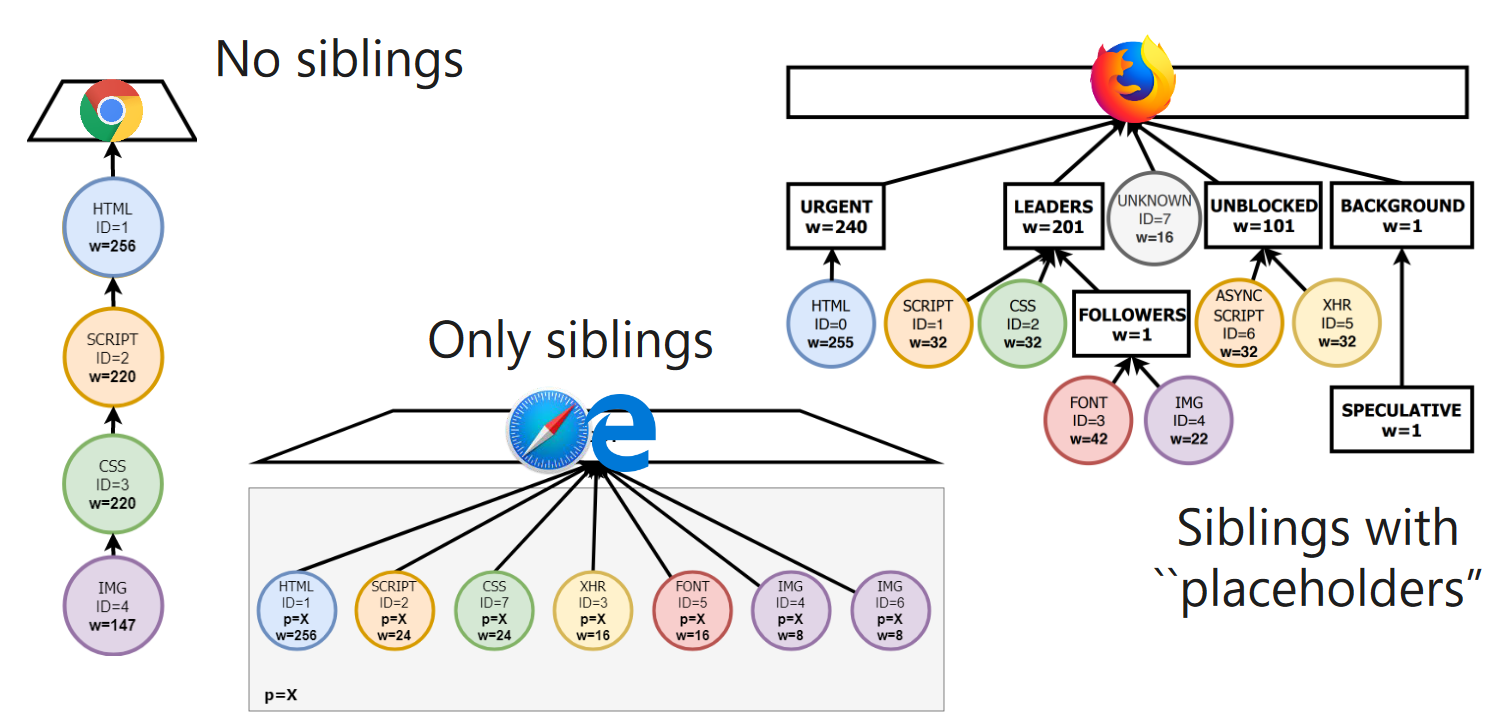 No siblings
HTML
ID=1
w=256
SCRIPT
ID=2
w=220
CSS
ID=3
w=220
IMG
ID=4
w=147
Only siblings
HTML
ID=1
p=X
w=256
SCRIPT
ID=2
p=X
w=24
CSS
ID=7
p=X
w=24
XHR
ID=3
p=X
w=16
FONT
ID=5
p=X
w=16
IMG
ID=4
p=X
w=8
IMG
ID=6
p=X
w=8
p=X
URGENT
w=240
LEADERS
w=201
UNKNOWN
ID=7
w=16
UNBLOCKED
w=101
BACKGROUND
w=1
HTML
ID=0
w=255
SCRIPT
ID=1
w=32
CSS
ID=2
w=32
FOLLOWERS
w=1
ASYNC
SCRIPT
ID=6
w=32
XHR
ID=5
w=32
FONT
ID=3
w=42
IMG
ID=4
w=22
SPECULATIVE
w=1
Siblings with
``placeholders”